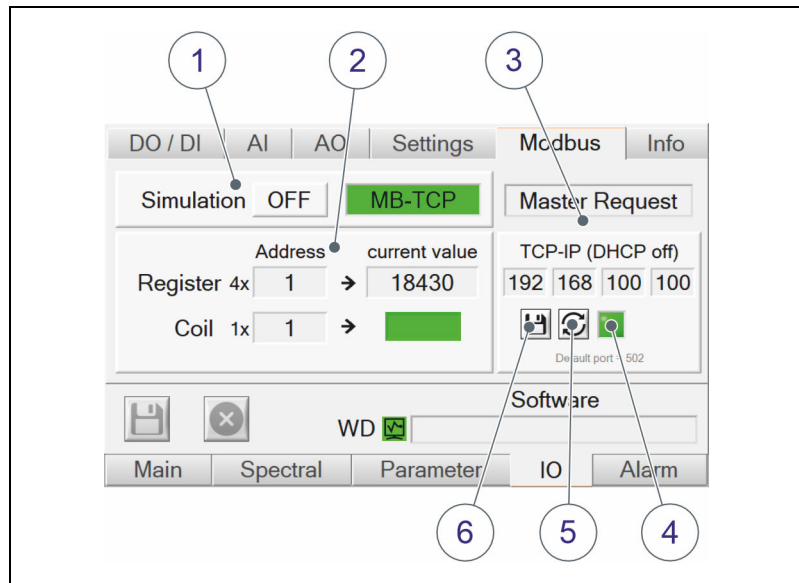 1 2 3
DO / DI AI AO Settings Modbus Info
Simulation OFF MB-TCP Master Request
Address current value TCP-IP (DHCP off)
Register 4x 1 → 18430 192 168 100 100
Coil 1x 1 →
Default port = 502
Software
WD
Main Spectral Parameter IO Alarm
6 5 4